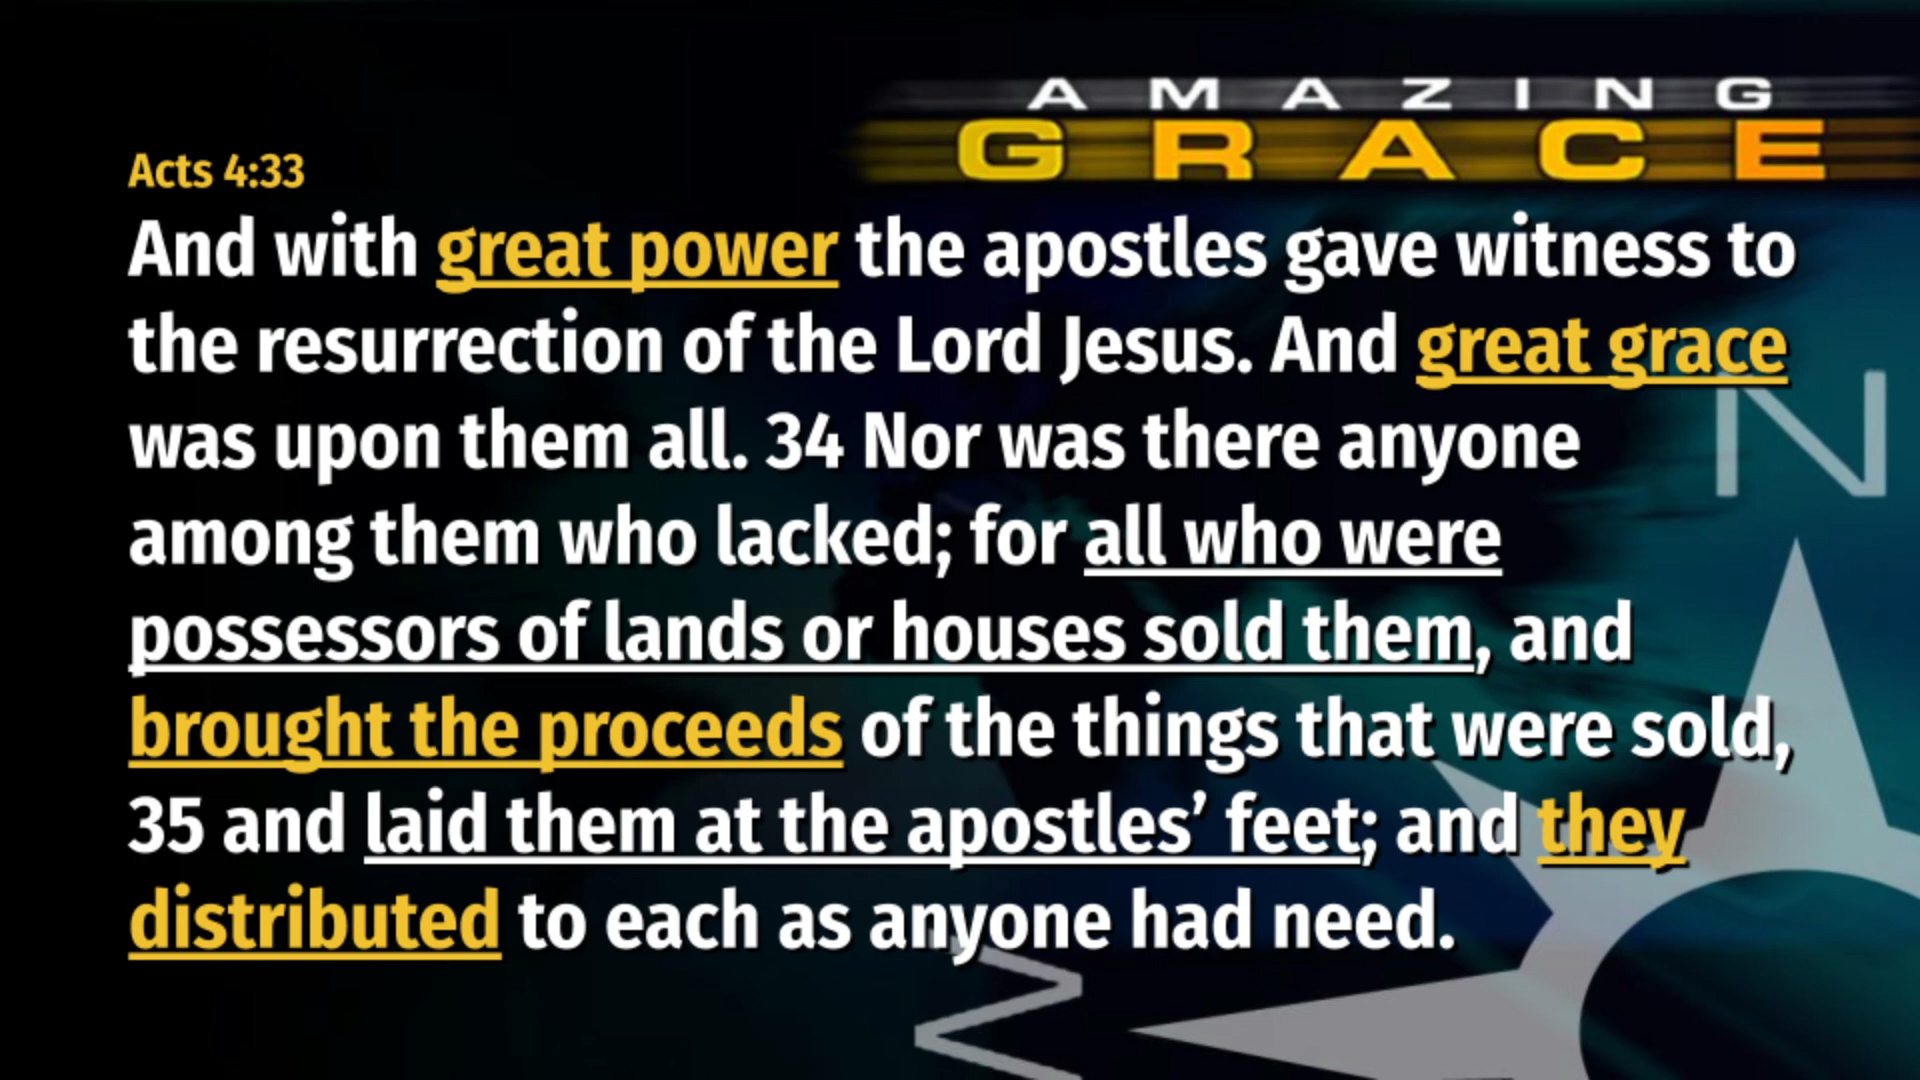 AMAZING
GRACE
Acts 4:33
And with great power the apostles gave witness to
the resurrection of the Lord Jesus. And great grace
was upon them all. 34 Nor was there anyone
among them who lacked; for all who were
possessors of lands or houses sold them, and
brought the proceeds of the things that were sold,
35 and laid them at the apostles’ feet; and they
distributed to each as anyone had need.
N
W